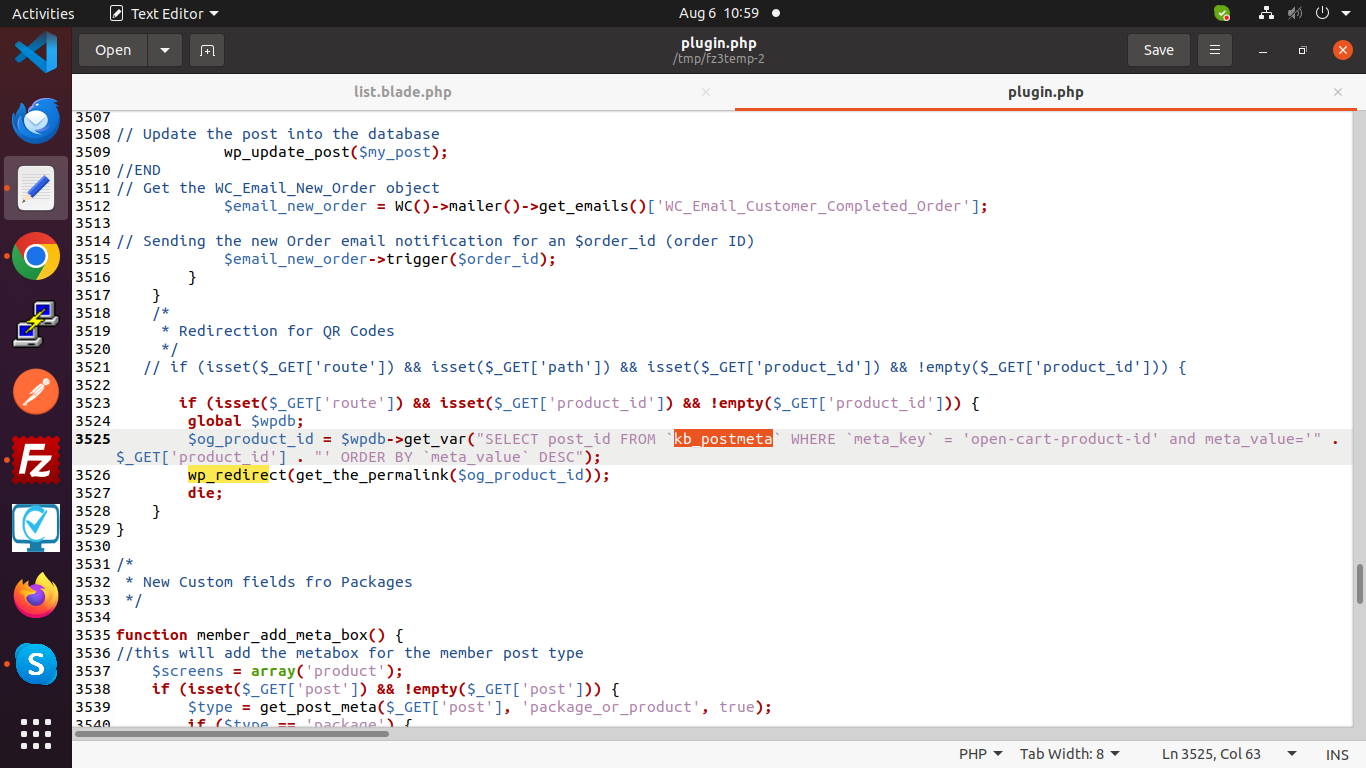 Activities Text Editor Aug 6 10:59
Open plugin.php Save
/tmp/fz3temp-2
list.blade.php plugin.php
3507
3508 // Update the post into the database
3509 wp_update_post($my_post);
3510 //END
3511 // Get the WC_Email_New_Order object
3512 $email_new_order = WC()->mailer()->get_emails()['WC_Email_Customer_Completed_Order'];
3513
3514 // Sending the new Order email notification for an $order_id (order ID)
3515 $email_new_order->trigger($order_id);
3516 }
3517 }
3518 /*
3519 * Redirection for QR Codes
3520 */
3521 // if (isset($_GET['route']) && isset($_GET['path']) && isset($_GET['product_id']) && !empty($_GET['product_id'])) {
3522
3523 if (isset($_GET['route']) && isset($_GET['product_id']) && !empty($_GET['product_id'])) {
3524 global $wpdb;
3525 $og_product_id = $wpdb->get_var("SELECT post_id FROM `kb_postmeta` WHERE `meta_key` = 'open-cart-product-id' and meta_value='" .
$_GET['product_id'] . "' ORDER BY `meta_value` DESC");
3526 wp_redirect(get_the_permalink($og_product_id));
3527 die;
3528 }
3529 }
3530
3531 /*
3532 * New Custom fields fro Packages
3533 */
3534
3535 function member_add_meta_box() {
3536 //this will add the metabox for the member post type
3537 $screens = array('product');
3538 if (isset($_GET['post']) && !empty($_GET['post'])) {
3539 $type = get_post_meta($_GET['post'], 'package_or_product', true);
3540 if ($type == 'package') {
PHP Tab Width: 8 Ln 3525, Col 63 INS